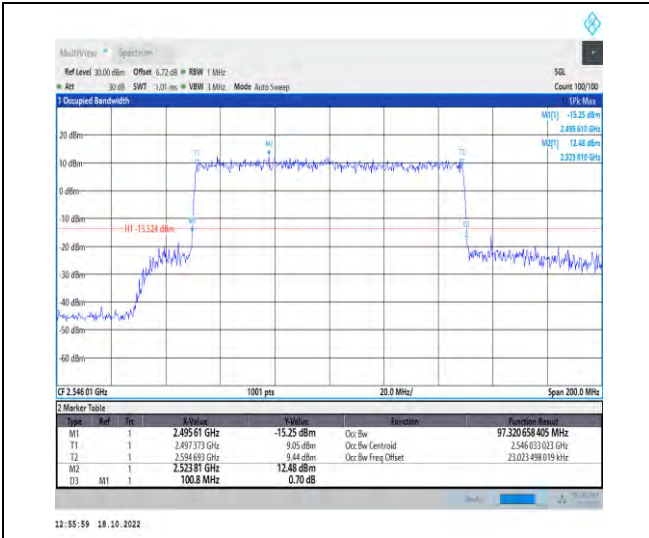 MultiView Spectrum
Ref Level 30.00 dBm Offset 6.72 dB RBW 1 MHz SGL
Att 30 dB SWT 1.01 ms VBW 3 MHz Mode Auto Sweep Count 100/100
1 Occupied Bandwidth 1Pk Max
M1[1] -15.25 dBm
2.495 610 GHz
M2[1] 12.48 dBm
2.523 810 GHz
20 dBm
T1 M2 T2
10 dBm
0 dBm
-10 dBm
M1 D3
H1 -13.524 dBm
-20 dBm
-30 dBm
-40 dBm
-50 dBm
-60 dBm
CF 2.546 01 GHz 1001 pts 20.0 MHz/ Span 200.0 MHz
2 Marker Table
Type Ref Trc X-Value Y-Value Function Function Result
M1 1 2.495 61 GHz -15.25 dBm Occ Bw 97.320 658 405 MHz
T1 1 2.497 373 GHz 9.05 dBm Occ Bw Centroid 2.546 033 023 GHz
T2 1 2.594 693 GHz 9.44 dBm Occ Bw Freq Offset 23.023 498 019 kHz
M2 1 2.523 81 GHz 12.48 dBm
D3 M1 1 100.8 MHz 0.70 dB
12:55:59 18.10.2022